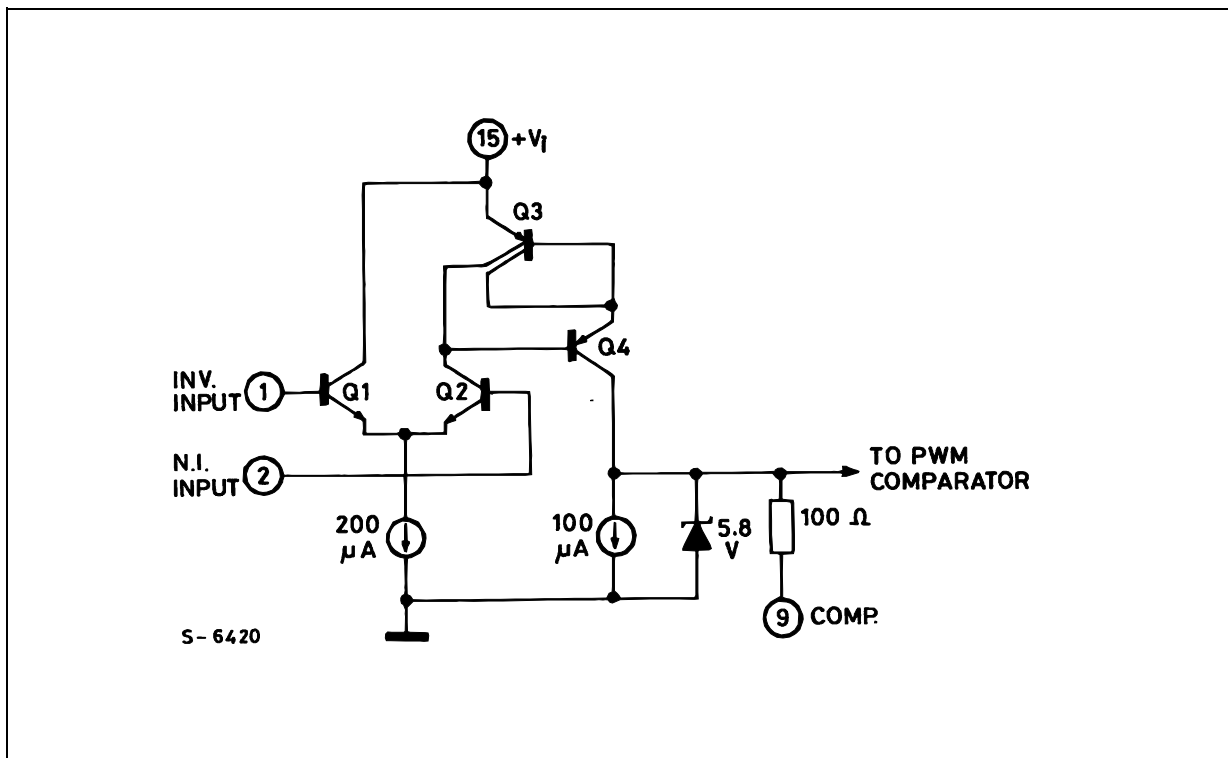 15 +Vi
Q3
Q4
INV.
INPUT 1 Q1 Q2
N.I.
INPUT 2
TO PWM
COMPARATOR
200
μA
100
μA
5.8
V
100 Ω
9 COMP.
S-6420